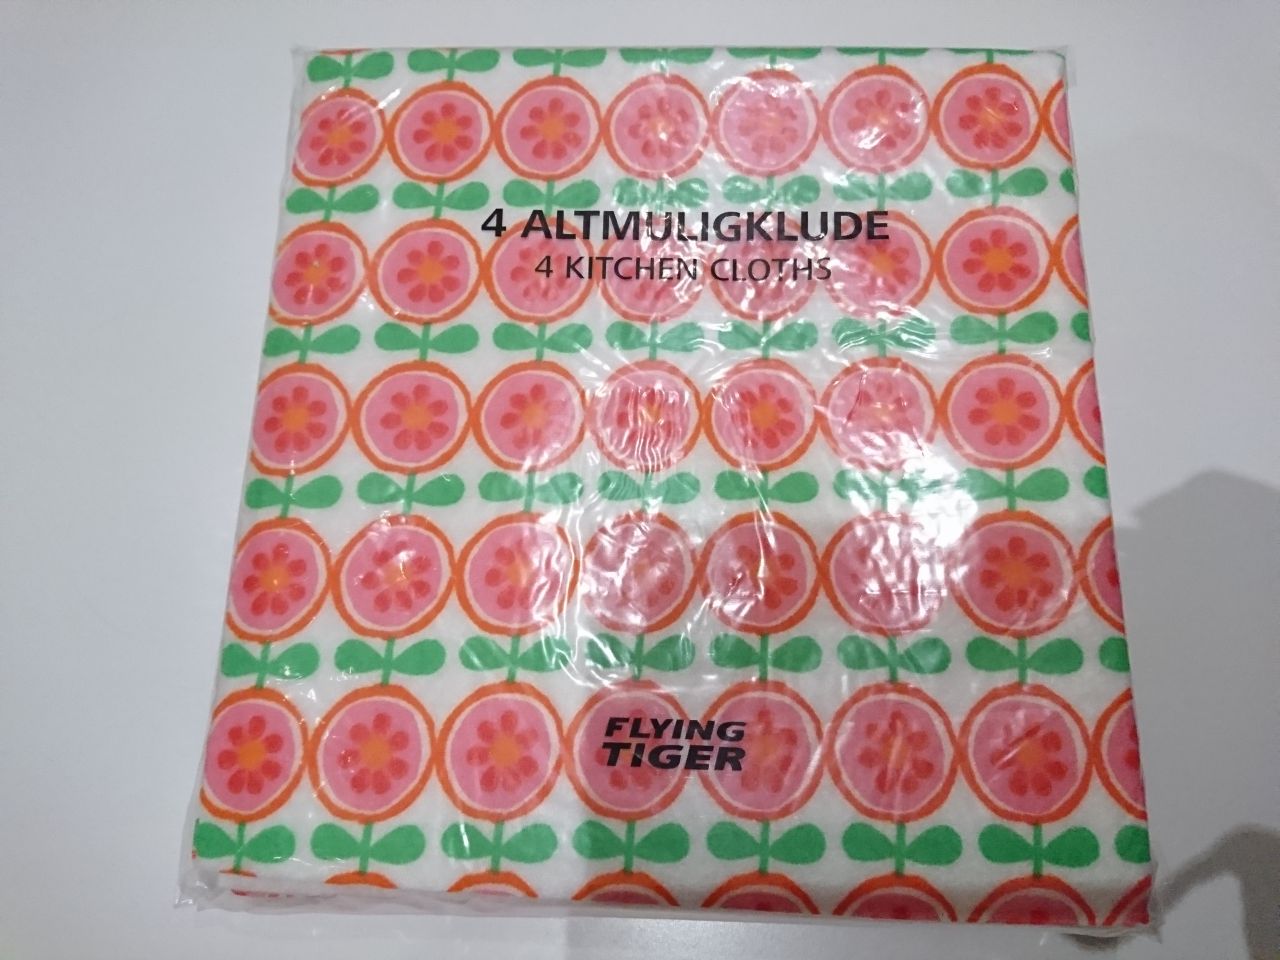 4 ALTMULIGKLUDE
4 KITCHEN CLOTHS
FLYING
TIGER